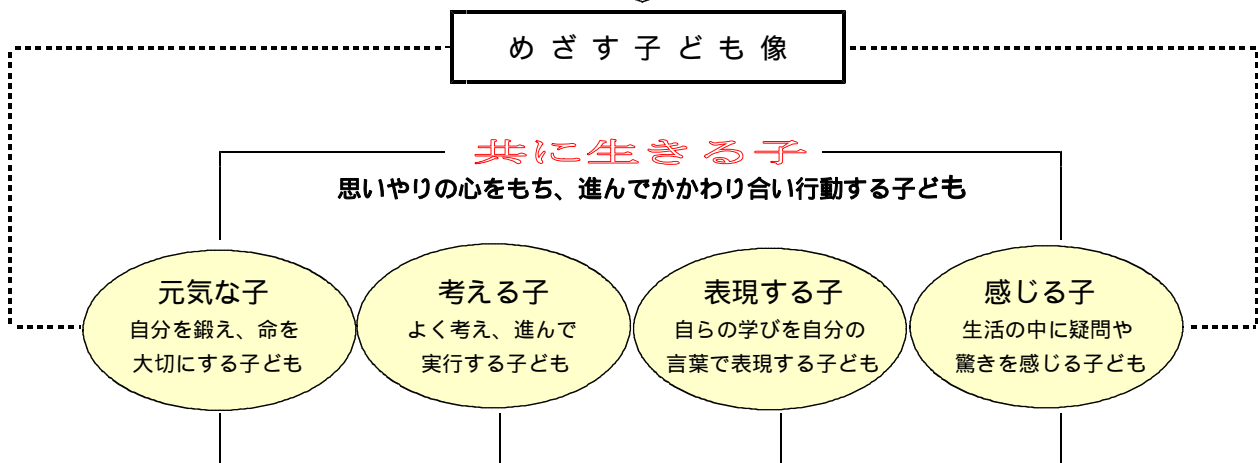 めざす子ども像
共に生きる子
思いやりの心をもち、進んでかかわり合い行動する子ども
元気な子
自分を鍛え、命を
大切にする子ども
考える子
よく考え、進んで
実行する子ども
表現する子
自らの学びを自分の
言葉で表現する子ども
感じる子
生活の中に疑問や
驚きを感じる子ども